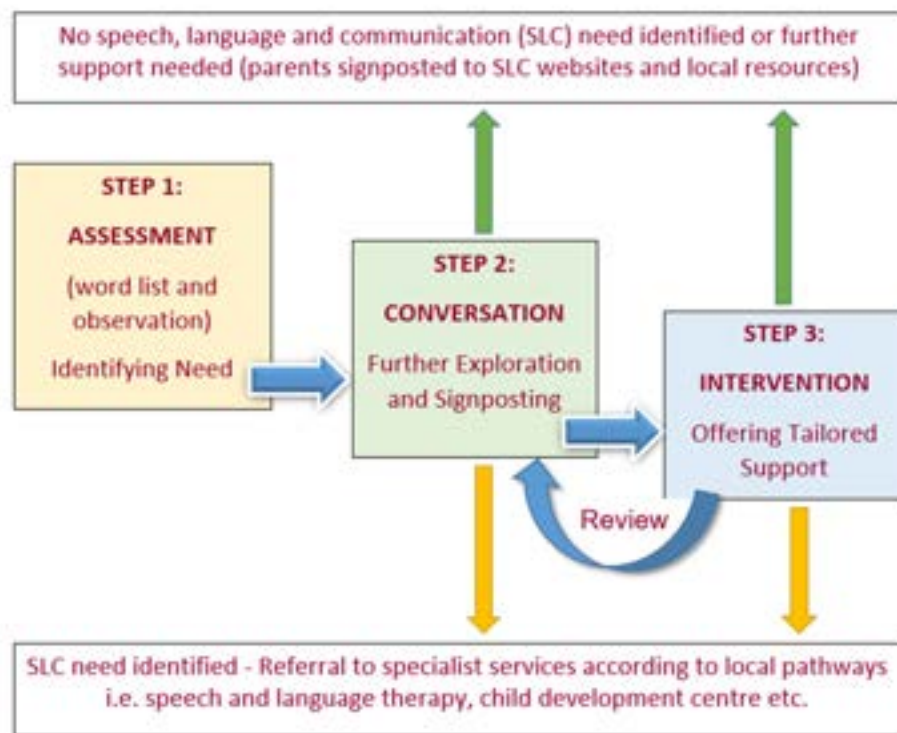 No speech, language and communication (SLC) need identified or further
support needed (parents signposted to SLC websites and local resources)
STEP 1:
ASSESSMENT
(word list and
observation)
Identifying Need
STEP 2:
CONVERSATION
Further Exploration
and Signposting
STEP 3:
INTERVENTION
Offering Tailored
Support
Review
SLC need identified - Referral to specialist services according to local pathways
i.e. speech and language therapy, child development centre etc.